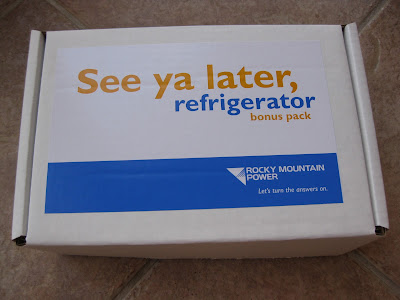 See ya later,
refrigerator
bonus pack
ROCKY MOUNTAIN
POWER
Let's turn the answers on.